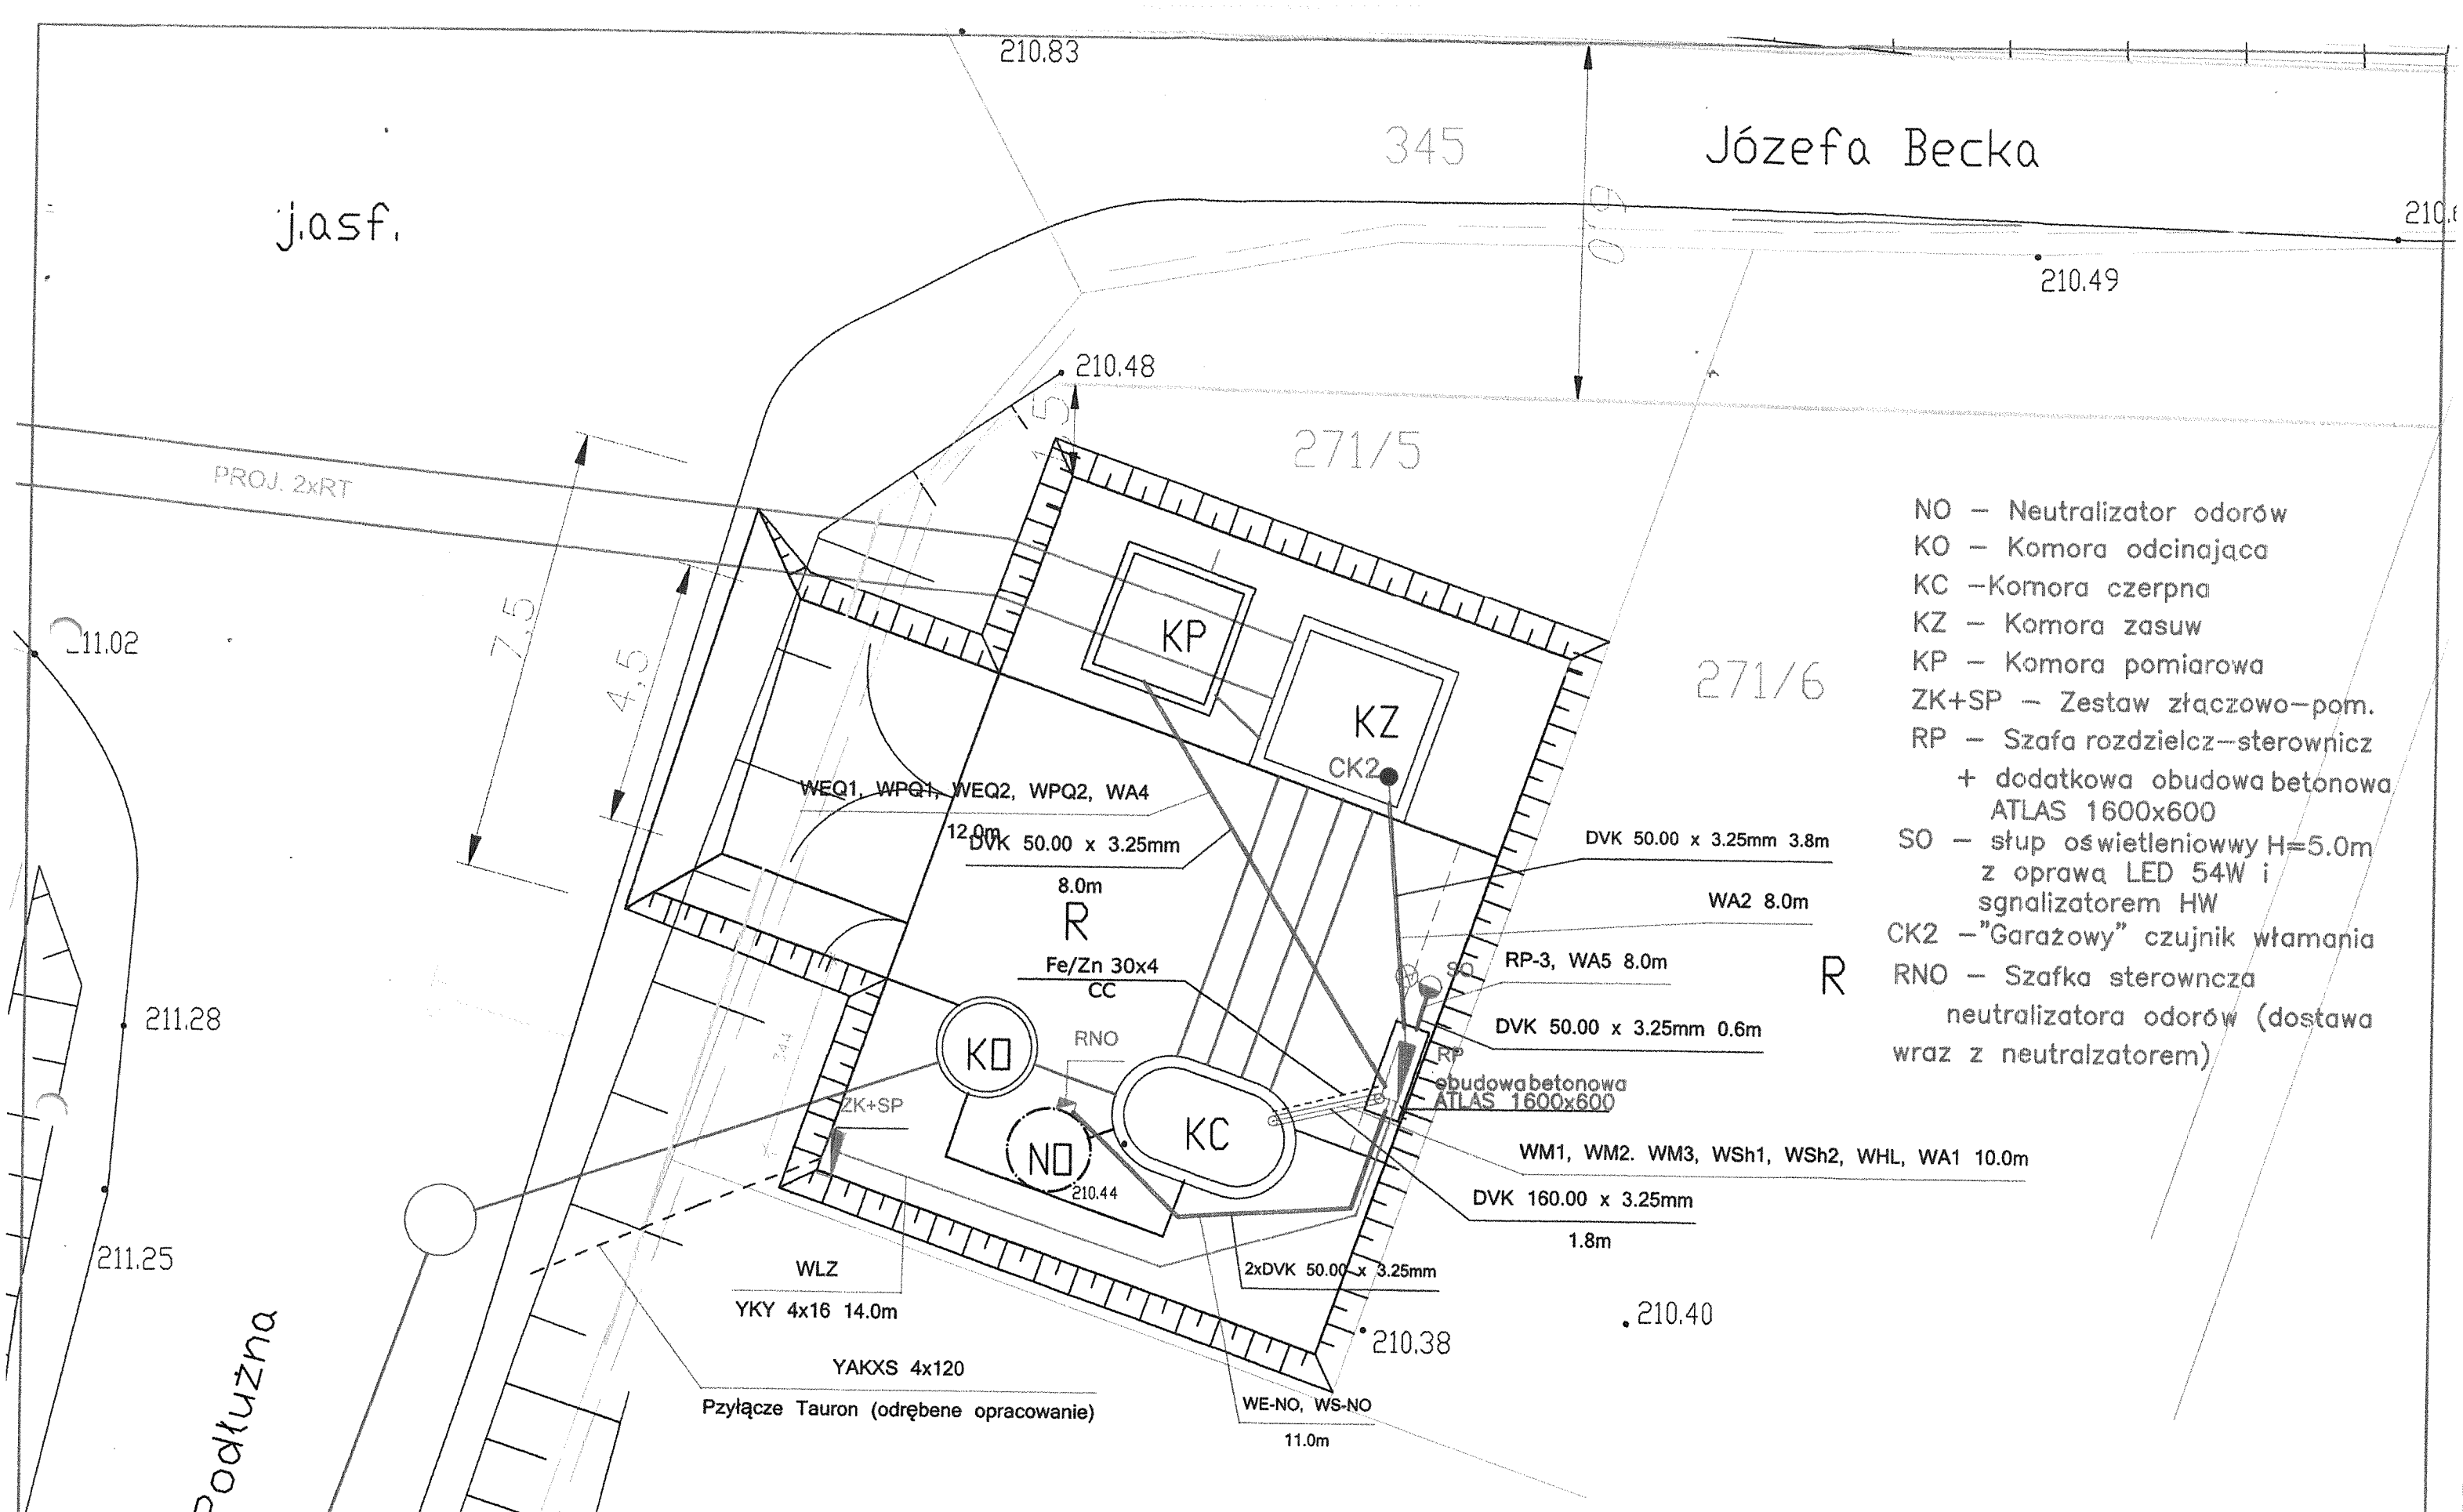 210.83
345
Józefa Becka
j.asf.
6,0
210.49
210.48
1,5
271/5
PROJ. 2xRT
7,5
4,5
11.02
KP
KZ
CK2
271/6
NO – Neutralizator odorów
KO – Komora odcinająca
KC –Komora czerpna
KZ – Komora zasuw
KP – Komora pomiarowa
ZK+SP – Zestaw złączowo–pom.
RP – Szafa rozdzielcz–sterownicz
+ dodatkowa obudowa betonowa
ATLAS 1600x600
SO – słup oświetleniowwy H=5.0m
z oprawą LED 54W i
sgnalizatorem HW
CK2 –"Garażowy" czujnik włamania
RNO – Szafka sterowncza
neutralizatora odorów (dostawa
wraz z neutralzatorem)
WEQ1, WPQ1, WEQ2, WPQ2, WA4
12.0m
DVK 50.00 x 3.25mm
8.0m
R
Fe/Zn 30x4
CC
DVK 50.00 x 3.25mm 3.8m
WA2 8.0m
SO
RP-3, WA5 8.0m
R
DVK 50.00 x 3.25mm 0.6m
RP
obudowa betonowa
ATLAS 1600x600
WM1, WM2. WM3, WSh1, WSh2, WHL, WA1 10.0m
DVK 160.00 x 3.25mm
1.8m
211.28
KO
RNO
ZK+SP
NO
210.44
KC
211.25
WLZ
YKY 4x16 14.0m
2xDVK 50.00 x 3.25mm
210.40
210.38
YAKXS 4x120
Pzyłącze Tauron (odrębene opracowanie)
WE-NO, WS-NO
11.0m
Podłużna